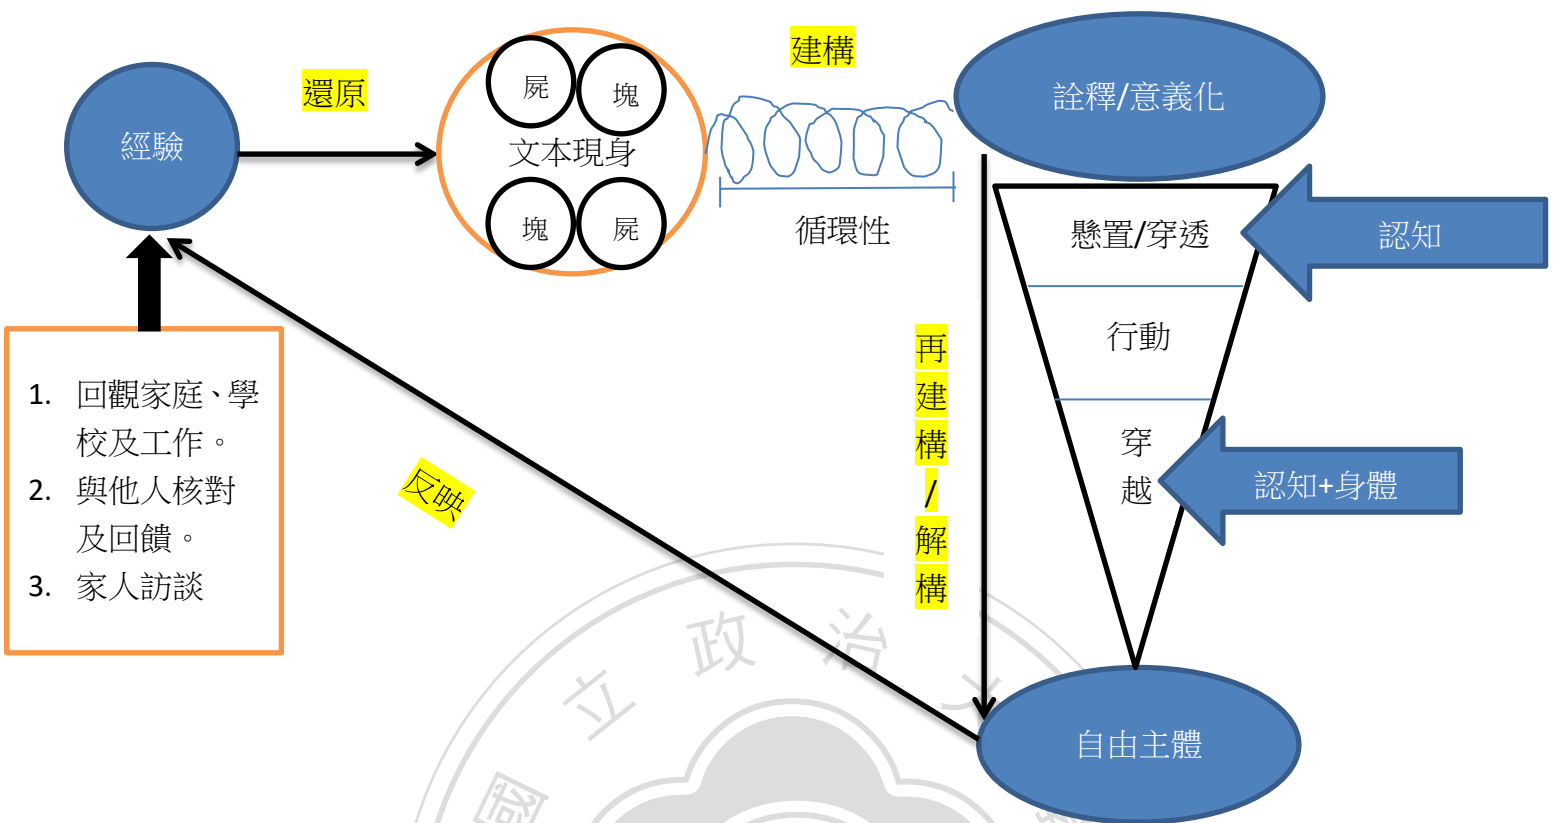 建構
還原
經驗
屍
塊
文本現身
塊
屍
循環性
詮釋/意義化
懸置/穿透
認知
行動
穿
越
認知+身體
再
建
構
/
解
構
反映
1. 回觀家庭、學
校及工作。
2. 與他人核對
及回饋。
3. 家人訪談
自由主體
國立政治大